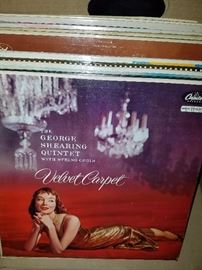 THE
GEORGE
SHEARING
QUINTET
WITH STRING CHOIR
Velvet Carpet
Capitol